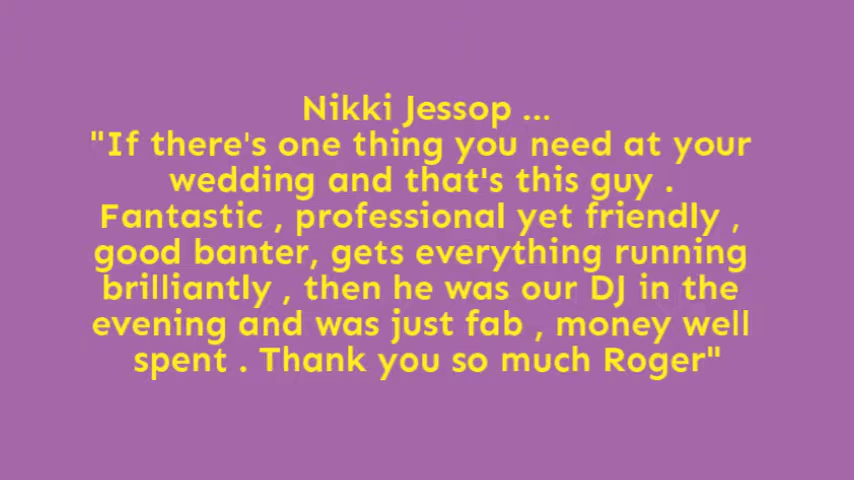 Nikki Jessop ...
"If there's one thing you need at your
wedding and that's this guy .
Fantastic , professional yet friendly ,
good banter, gets everything running
brilliantly , then he was our DJ in the
evening and was just fab , money well
spent . Thank you so much Roger"